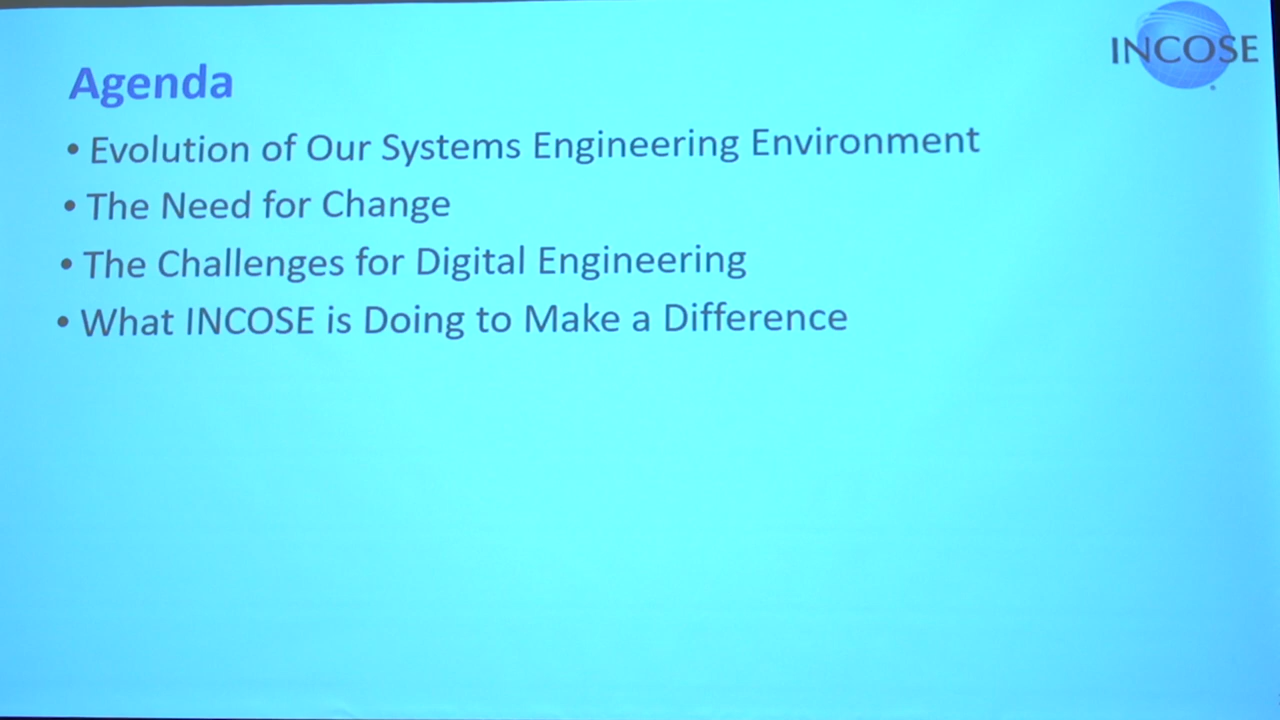 INCOSE
Agenda
• Evolution of Our Systems Engineering Environment
• The Need for Change
• The Challenges for Digital Engineering
• What INCOSE is Doing to Make a Difference